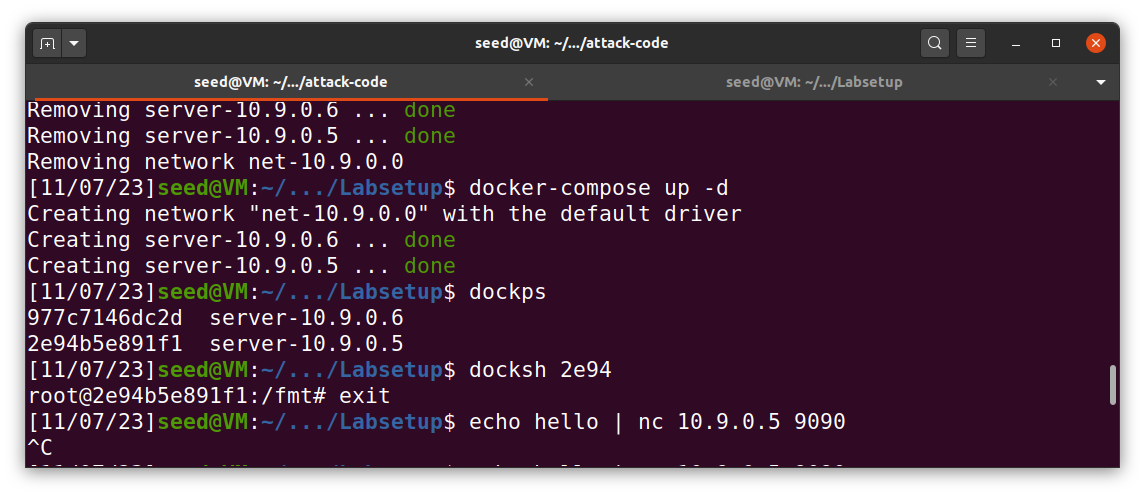 seed@VM: ~/.../attack-code
seed@VM: ~/.../attack-code
seed@VM: ~/.../Labsetup
Removing server-10.9.0.6 ... done
Removing server-10.9.0.5 ... done
Removing network net-10.9.0.0
[11/07/23]seed@VM:~/.../Labsetup$ docker-compose up -d
Creating network "net-10.9.0.0" with the default driver
Creating server-10.9.0.6 ... done
Creating server-10.9.0.5 ... done
[11/07/23]seed@VM:~/.../Labsetup$ dockps
977c7146dc2d  server-10.9.0.6
2e94b5e891f1  server-10.9.0.5
[11/07/23]seed@VM:~/.../Labsetup$ docksh 2e94
root@2e94b5e891f1:/fmt# exit
[11/07/23]seed@VM:~/.../Labsetup$ echo hello | nc 10.9.0.5 9090
^C